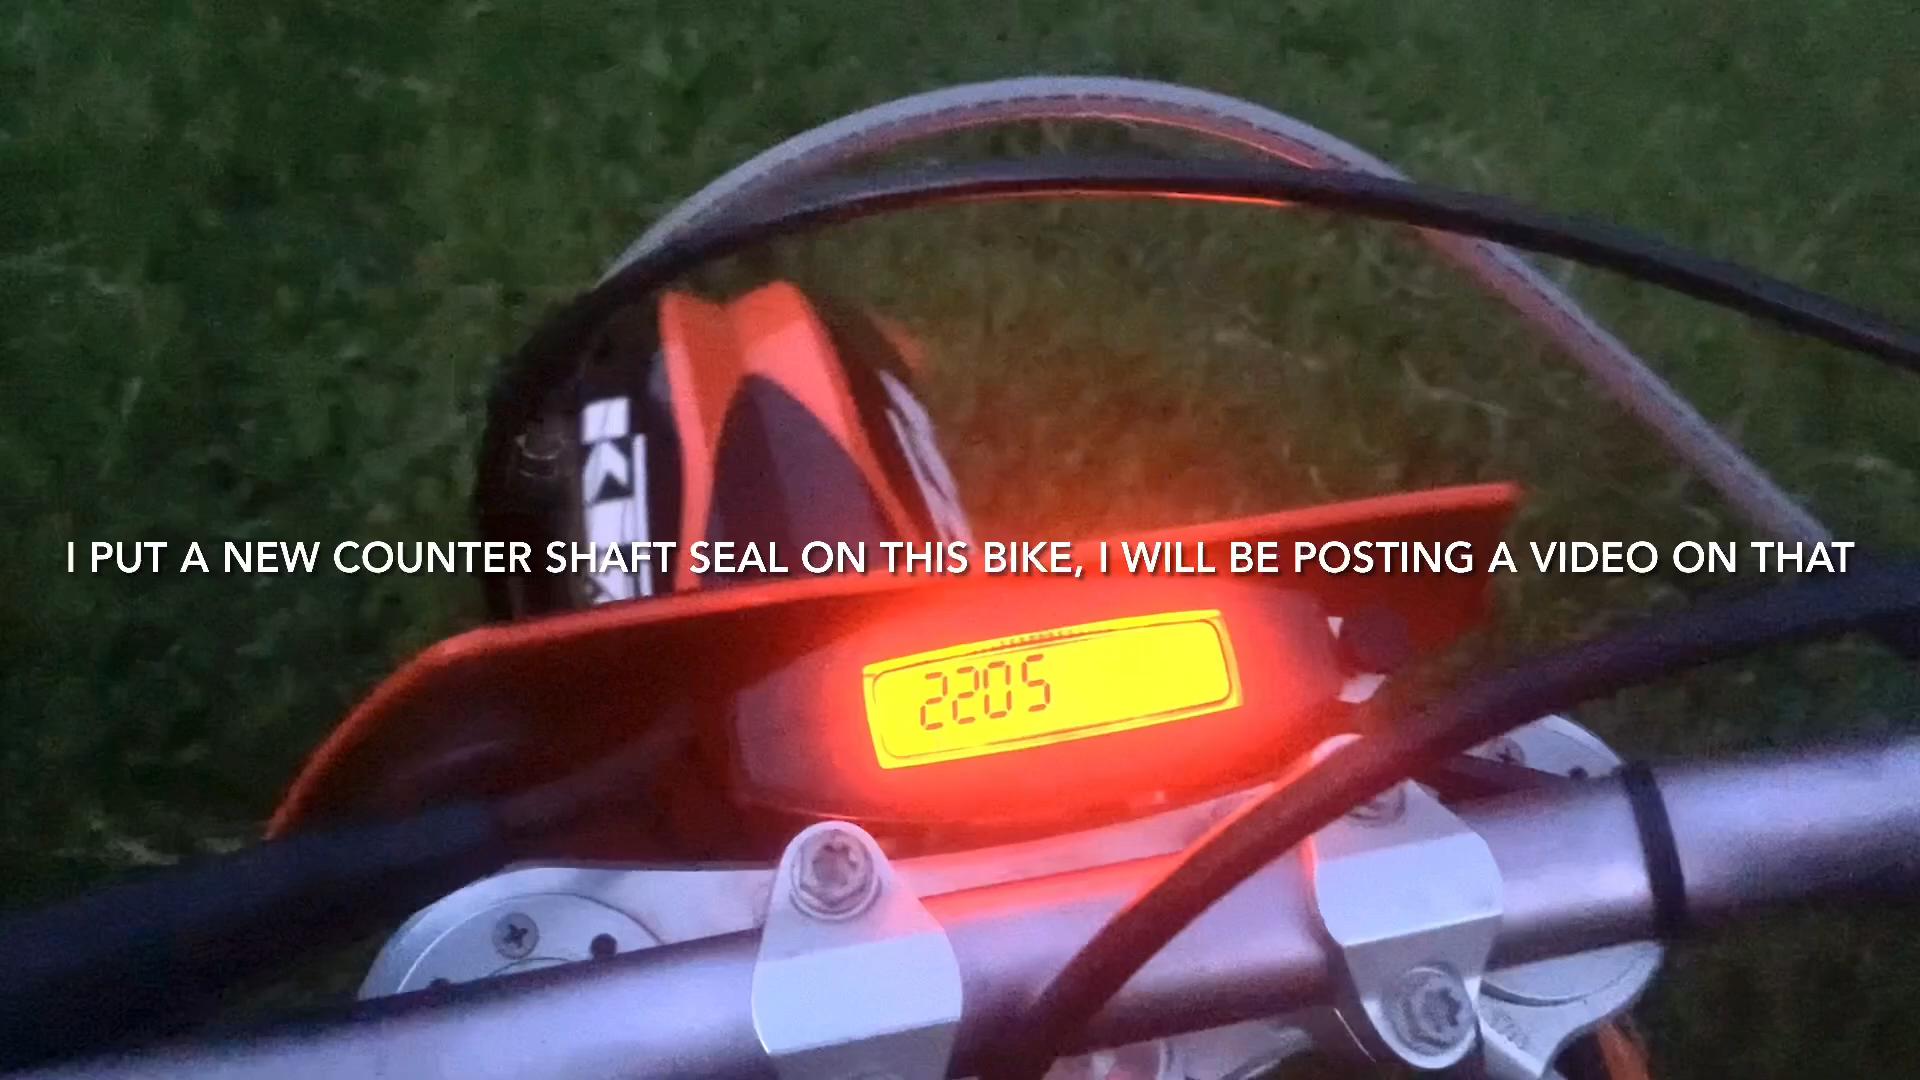 I PUT A NEW COUNTER SHAFT SEAL ON THIS BIKE, I WILL BE POSTING A VIDEO ON THAT
2205